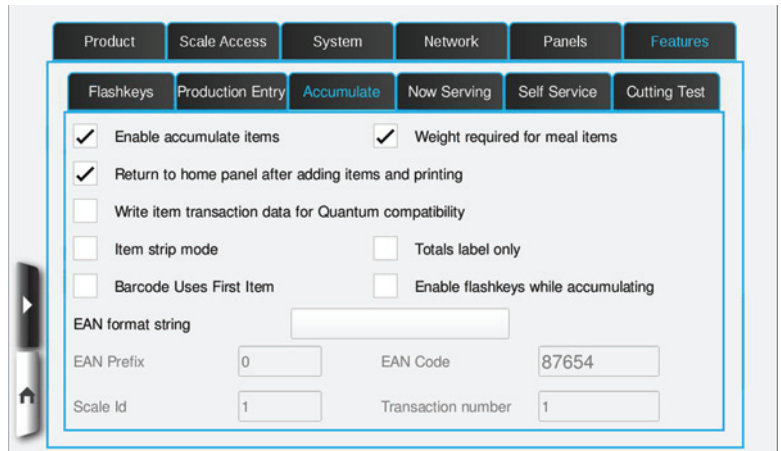 Product Scale Access System Network Panels Features
Flashkeys Production Entry Accumulate Now Serving Self Service Cutting Test
Enable accumulate items Weight required for meal items
Return to home panel after adding items and printing
Write item transaction data for Quantum compatibility
Item strip mode Totals label only
Barcode Uses First Item Enable flashkeys while accumulating
EAN format string
EAN Prefix 0 EAN Code 87654
Scale Id 1 Transaction number 1